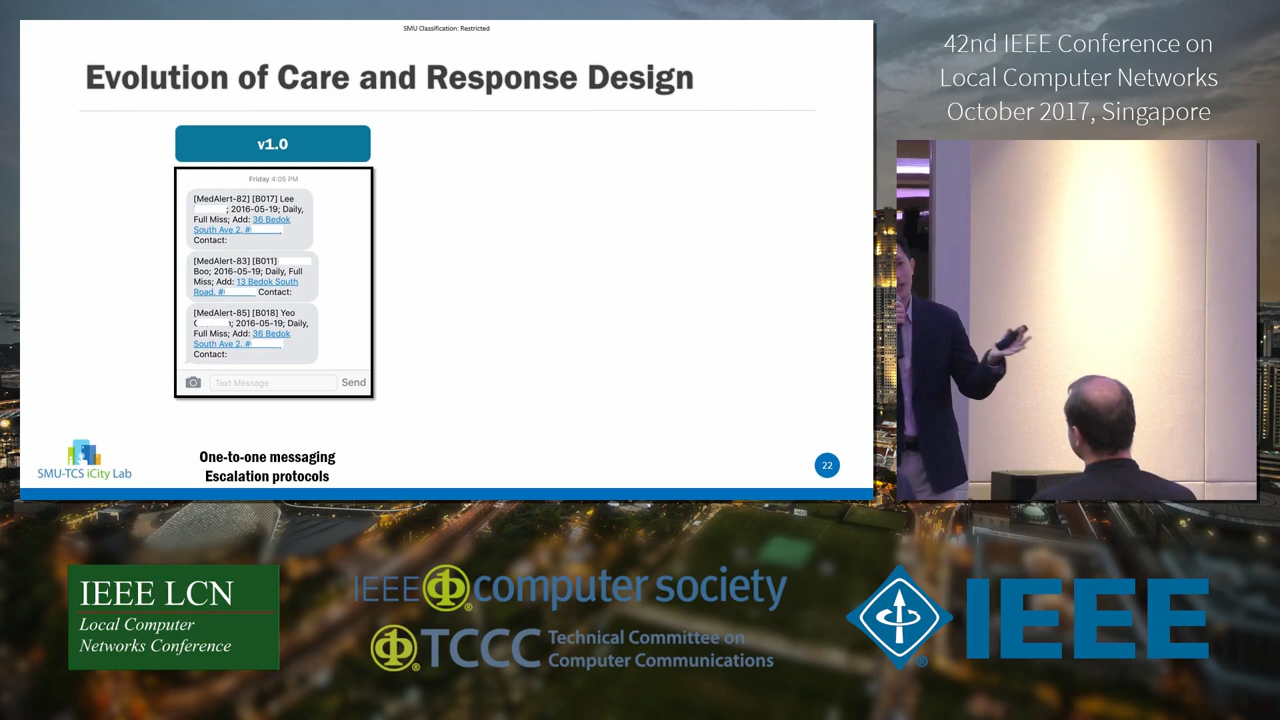 SMU Classification: Restricted
Evolution of Care and Response Design
v1.0
Friday 4:05 PM
[MedAlert-82] [B017] Lee
; 2016-05-19; Daily,
Full Miss; Add: 36 Bedok
South Ave 2, #
Contact:
[MedAlert-83] [B011]
Boo; 2016-05-19; Daily, Full
Miss; Add: 13 Bedok South
Road, # Contact:
[MedAlert-85] [B018] Yeo
; 2016-05-19; Daily,
Full Miss; Add: 36 Bedok
South Ave 2, #
Contact:
Text Message
Send
One-to-one messaging
Escalation protocols
SMU-TCS iCity Lab
22
42nd IEEE Conference on
Local Computer Networks
October 2017, Singapore
IEEE LCN
Local Computer
Networks Conference
IEEE computer society
TCCC Technical Committee on
Computer Communications
IEEE